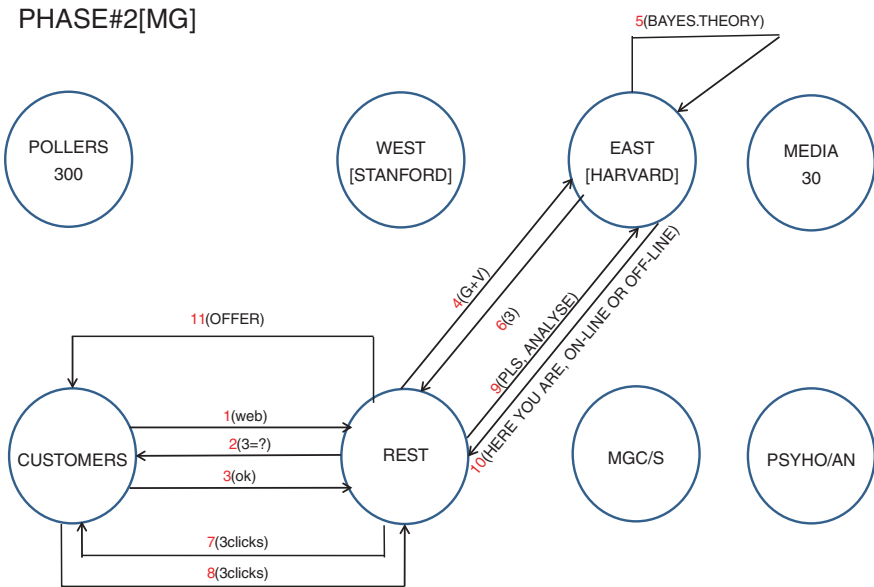 PHASE#2[MG]
5(BAYES.THEORY)
POLLERS
300
WEST
[STANFORD]
EAST
[HARVARD]
MEDIA
30
4(G+V)
6(3)
9(PLS, ANALYSE)
10(HERE YOU ARE, ON-LINE OR OFF-LINE)
11(OFFER)
1(web)
2(3=?)
3(ok)
CUSTOMERS
REST
MGC/S
PSYHO/AN
7(3clicks)
8(3clicks)